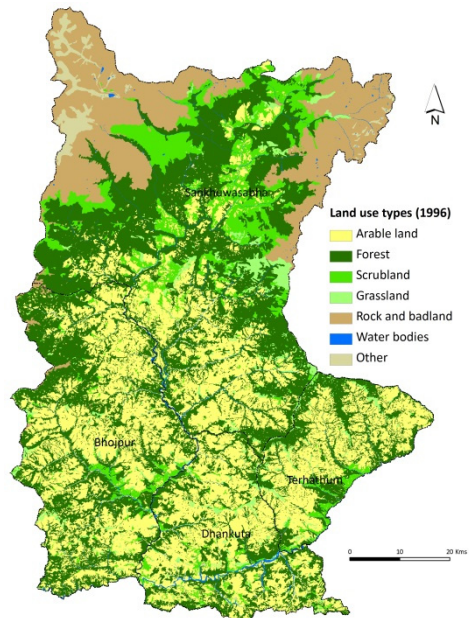 N
Sankhuwasabha
Land use types (1996)
Arable land
Forest
Scrubland
Grassland
Rock and badland
Water bodies
Other
Bhojpur
Terhathum
Dhankuta
0 10 20 Kms